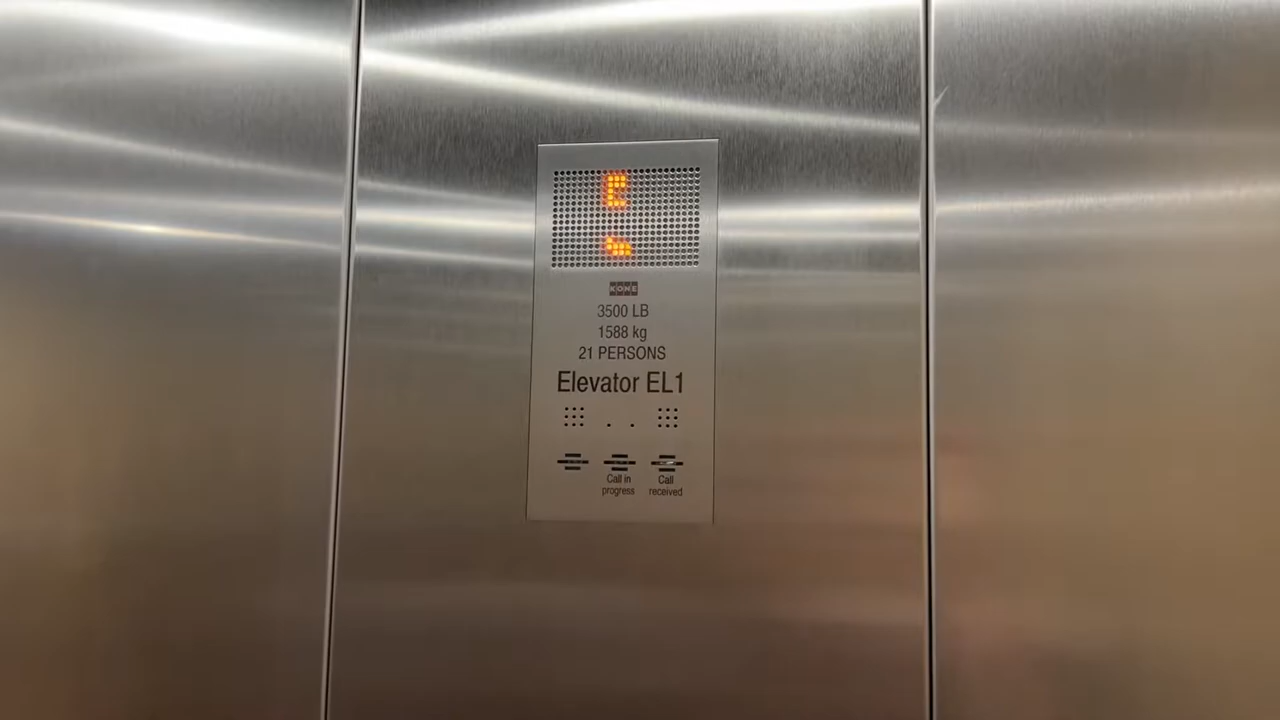 KONE
3500 LB
1588 kg
21 PERSONS
Elevator EL1
Call in
progress
Call
received